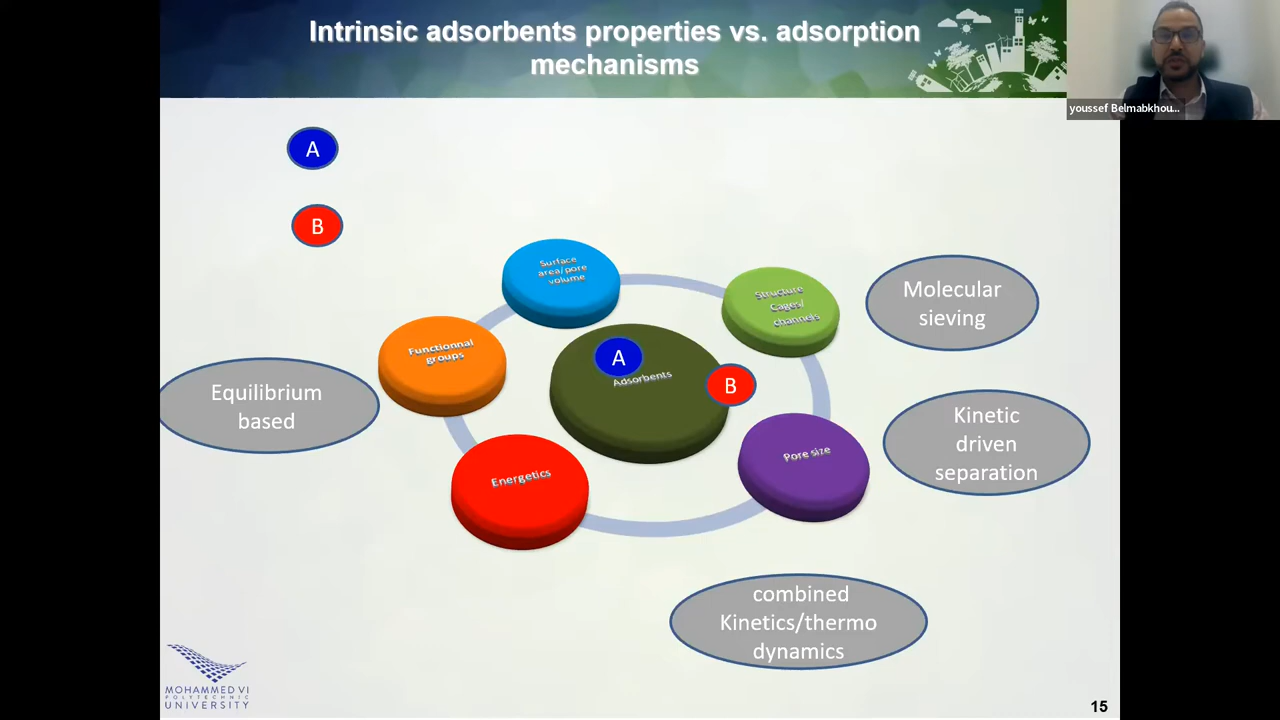 Intrinsic adsorbents properties vs. adsorption
mechanisms
youssef Belmabkhou...
A
B
Surface
area/pore
volume
Structure
Cages/
channels
Molecular
sieving
Functionnal
groups
A
Adsorbents
B
Equilibrium
based
Kinetic
driven
separation
Pore size
Energetics
combined
Kinetics/thermo
dynamics
MOHAMMED VI
POLYTECHNIC
UNIVERSITY
15